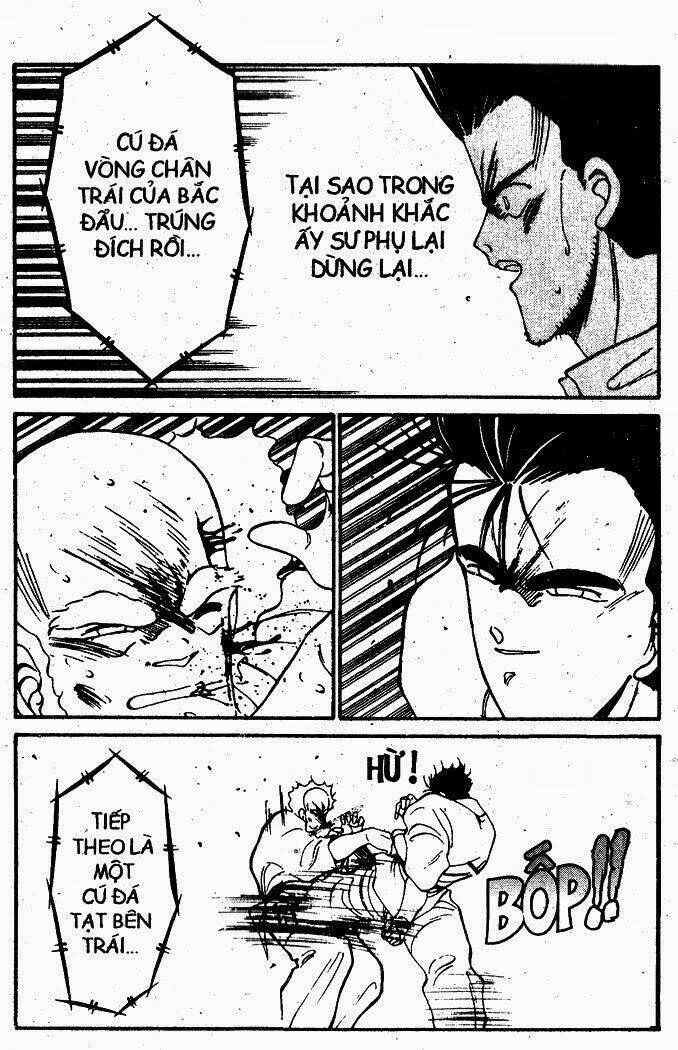 CÚ ĐÁ
VÒNG CHÂN
TRÁI CỦA BẮC
ĐẨU... TRÚNG
ĐÍCH RỒI...
TẠI SAO TRONG
KHOẢNH KHẮC
ẤY SƯ PHỤ LẠI
DỪNG LẠI...
TIẾP
THEO LÀ
MỘT
CÚ ĐÁ
TẠT BÊN
TRÁI...
HỪ!
BỐP!!